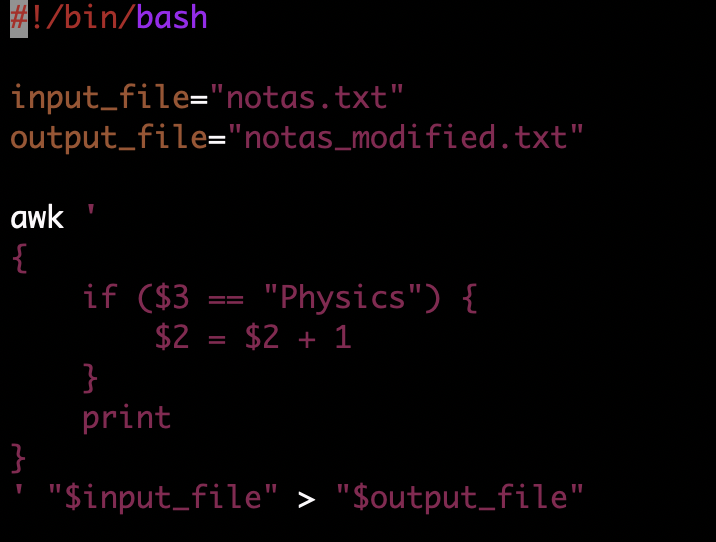 #!/bin/bash

input_file="notas.txt"
output_file="notas_modified.txt"

awk '
{
    if ($3 == "Physics") {
        $2 = $2 + 1
    }
    print
}
' "$input_file" > "$output_file"